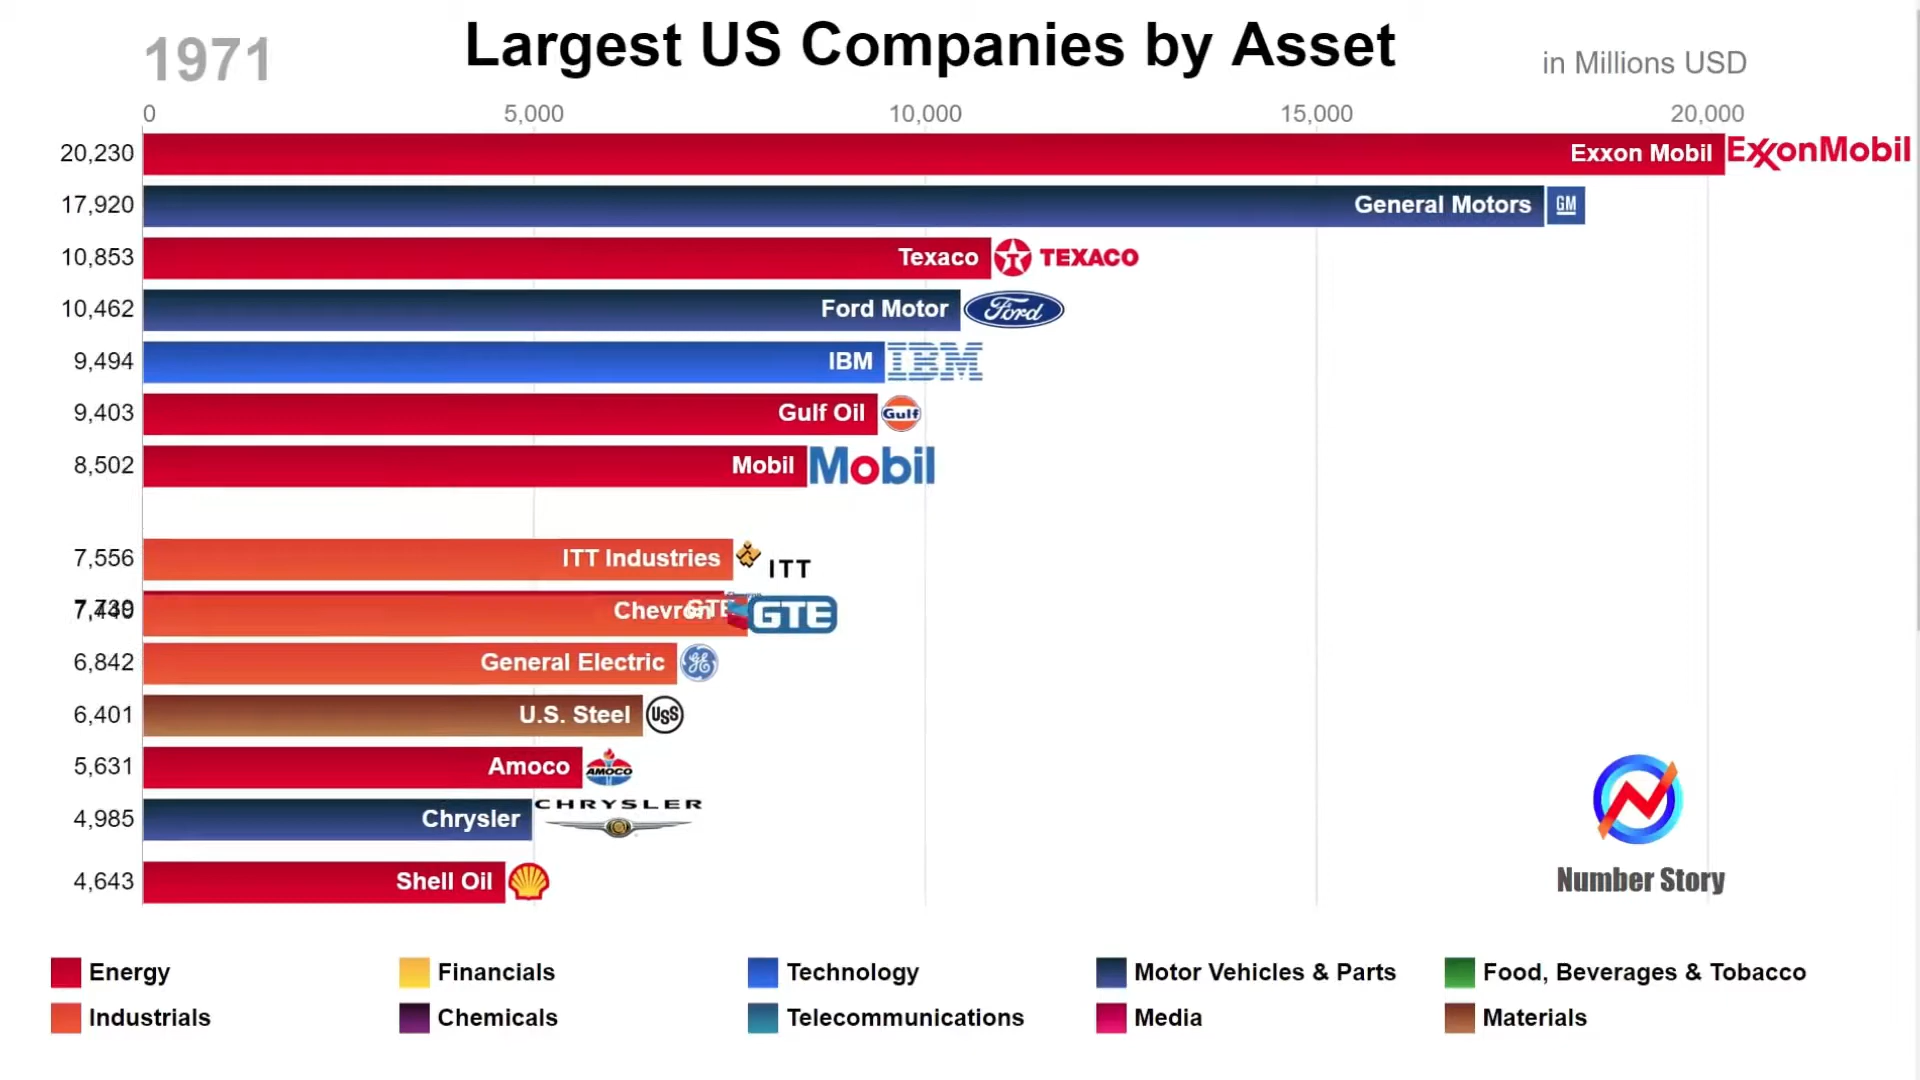 1971
Largest US Companies by Asset
in Millions USD
0 5,000 10,000 15,000 20,000
20,230 Exxon Mobil ExxonMobil
17,920 General Motors GM
10,853 Texaco TEXACO
10,462 Ford Motor Ford
9,494 IBM IBM
9,403 Gulf Oil Gulf
8,502 Mobil Mobil
7,556 ITT Industries ITT
Chevron GTE GTE
6,842 General Electric GE
6,401 U.S. Steel USS
5,631 Amoco AMOCO
4,985 Chrysler CHRYSLER
4,643 Shell Oil
Number Story
Energy Financials Technology Motor Vehicles & Parts Food, Beverages & Tobacco
Industrials Chemicals Telecommunications Media Materials